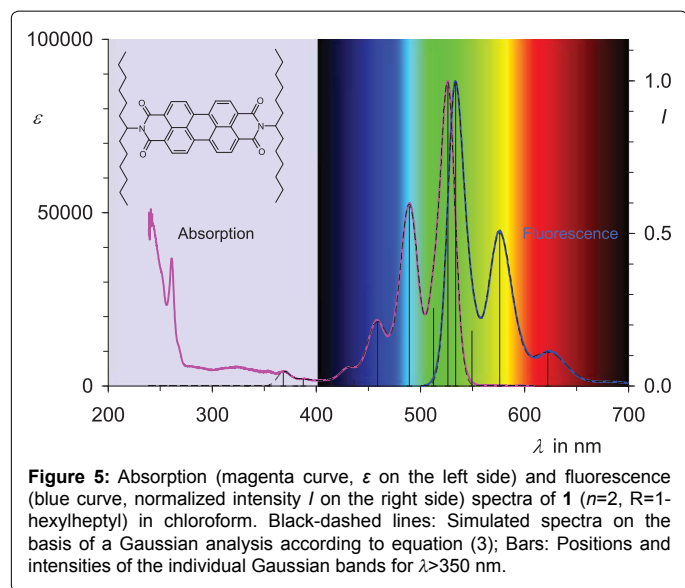 100000
1.0
ε
I
O
O
N
N
O
O
50000
0.5
Absorption
Fluorescence
0
0.0
200
300
400
500
600
700
λ in nm
Figure 5: Absorption (magenta curve, ε on the left side) and fluorescence
(blue curve, normalized intensity I on the right side) spectra of 1 (n=2, R=1-
hexylheptyl) in chloroform. Black-dashed lines: Simulated spectra on the
basis of a Gaussian analysis according to equation (3); Bars: Positions and
intensities of the individual Gaussian bands for λ>350 nm.